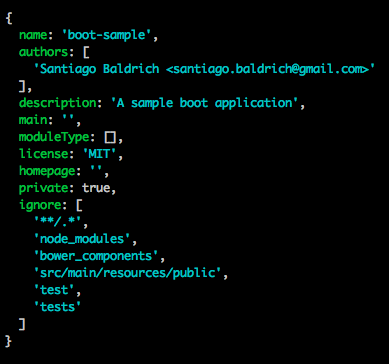 {
  name: 'boot-sample',
  authors: [
    'Santiago Baldrich <santiago.baldrich@gmail.com>'
  ],
  description: 'A sample boot application',
  main: '',
  moduleType: [],
  license: 'MIT',
  homepage: '',
  private: true,
  ignore: [
    '**/.*',
    'node_modules',
    'bower_components',
    'src/main/resources/public',
    'test',
    'tests'
  ]
}